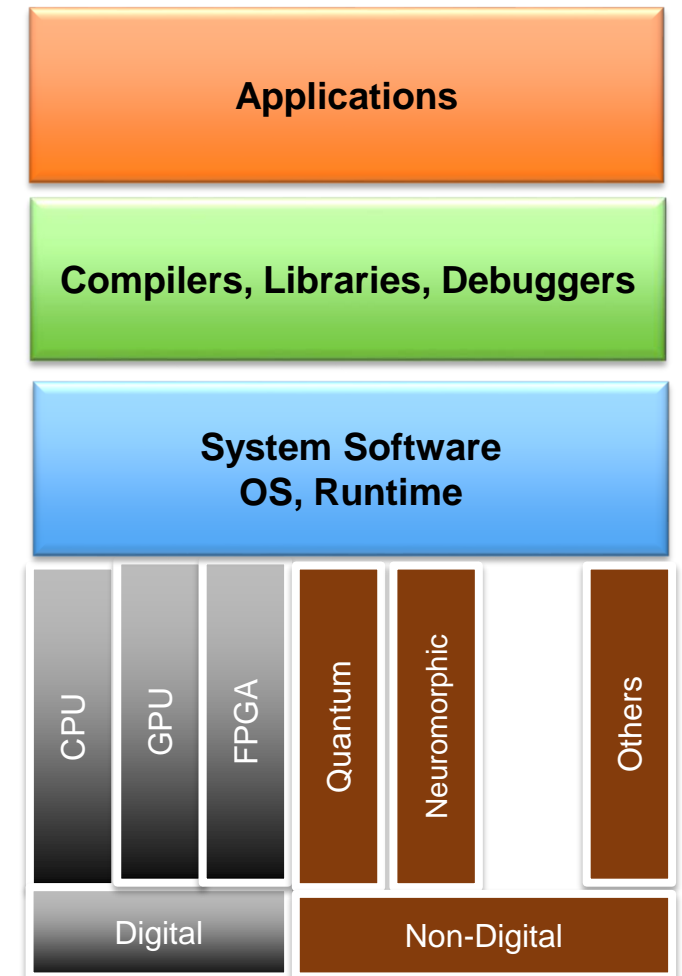 Applications
Compilers, Libraries, Debuggers
System Software
OS, Runtime
CPU
GPU
FPGA
Quantum
Neuromorphic
Others
Digital
Non-Digital